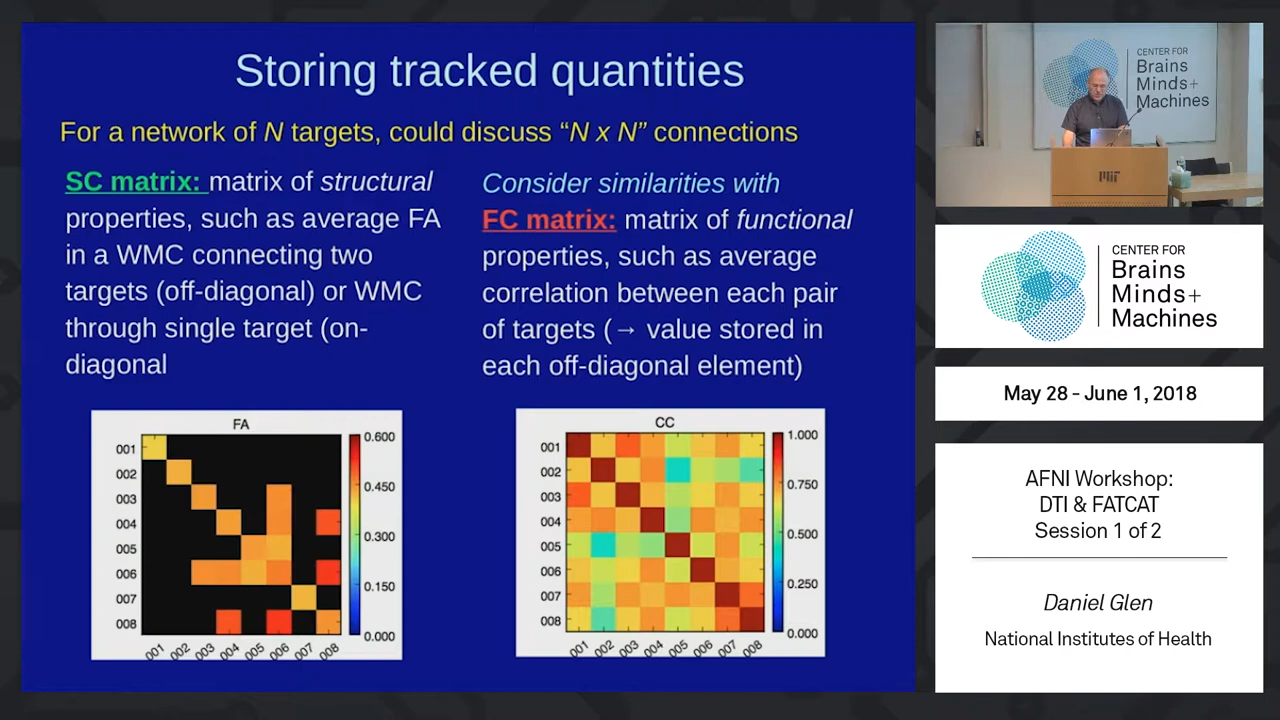 Storing tracked quantities
For a network of N targets, could discuss “N x N” connections
SC matrix: matrix of structural
properties, such as average FA
in a WMC connecting two
targets (off-diagonal) or WMC
through single target (on-
diagonal
Consider similarities with
FC matrix: matrix of functional
properties, such as average
correlation between each pair
of targets (→ value stored in
each off-diagonal element)
FA
001
002
003
004
005
006
007
008
001 002 003 004 005 006 007 008
0.600
0.450
0.300
0.150
0.000
CC
001
002
003
004
005
006
007
008
001 002 003 004 005 006 007 008
1.000
0.750
0.500
0.250
0.000
CENTER FOR
Brains
Minds+
Machines
MIT
CENTER FOR
Brains
Minds+
Machines
May 28 - June 1, 2018
AFNI Workshop:
DTI & FATCAT
Session 1 of 2
Daniel Glen
National Institutes of Health